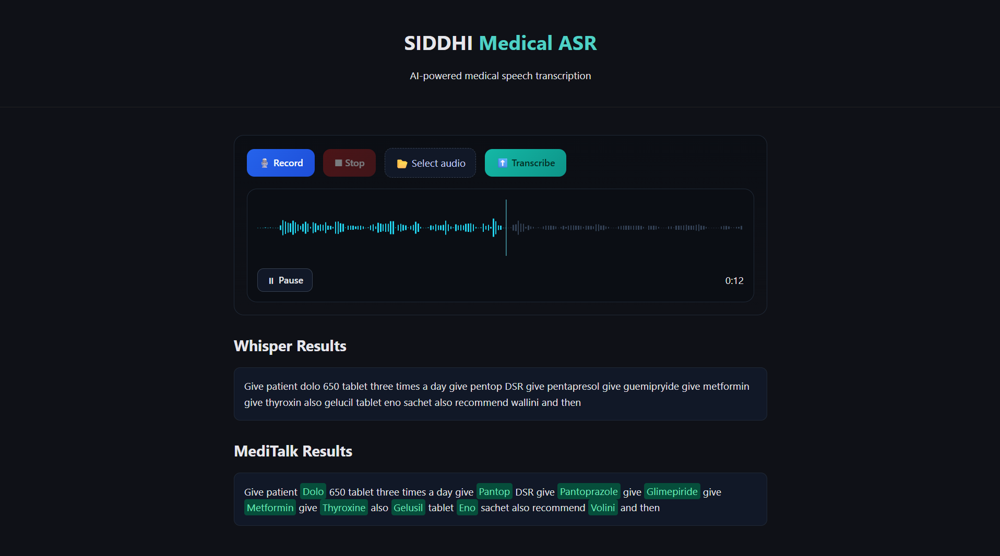 SIDDHI Medical ASR
AI-powered medical speech transcription
Record
Stop
Select audio
Transcribe
Pause
0:12
Whisper Results
Give patient dolo 650 tablet three times a day give pentop DSR give pentapresol give guemipryide give metformin
give thyroxin also gelucil tablet eno sachet also recommend wallini and then
MediTalk Results
Give patient Dolo 650 tablet three times a day give Pantop DSR give Pantoprazole give Glimepiride give
Metformin give Thyroxine also Gelusil tablet Eno sachet also recommend Volini and then